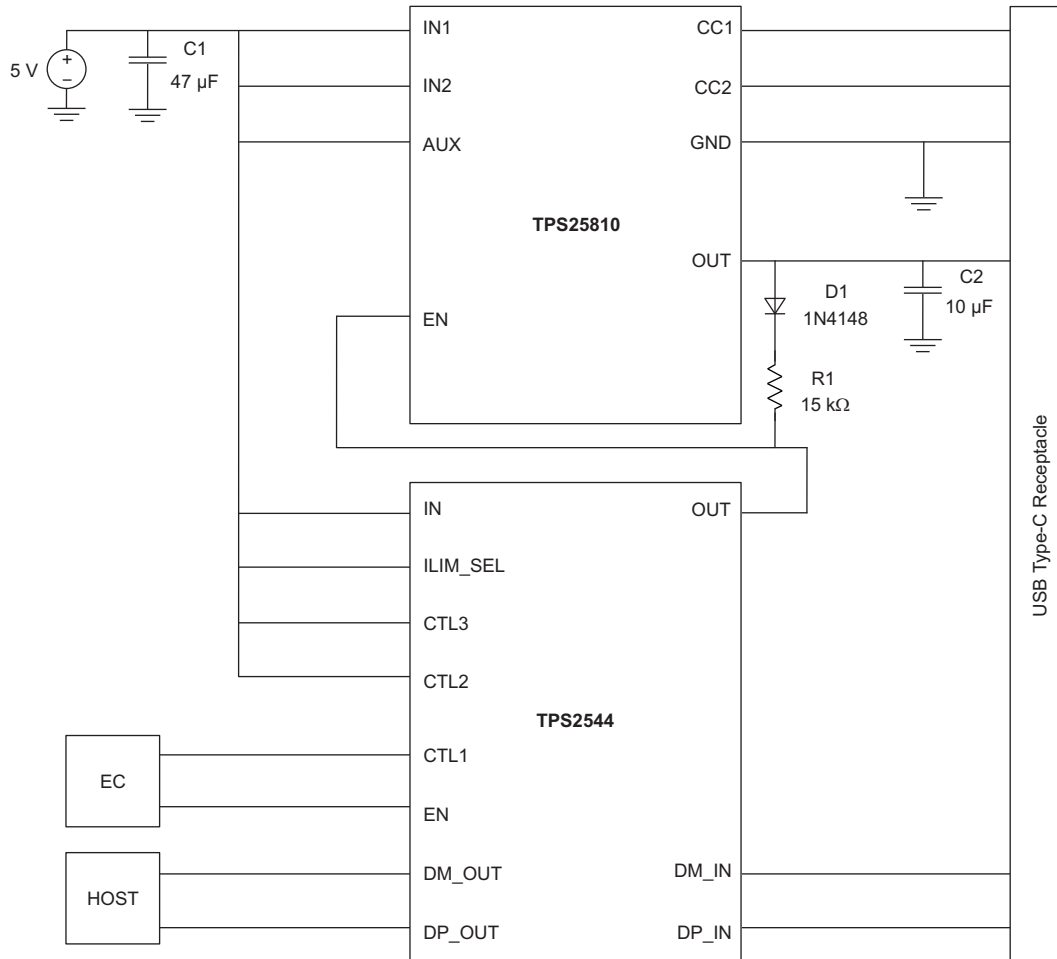 5 V
+
−
C1
47 µF
IN1
IN2
AUX
EN
TPS25810
CC1
CC2
GND
OUT
D1
1N4148
R1
15 kΩ
C2
10 µF
USB Type-C Receptacle
IN
ILIM_SEL
CTL3
CTL2
CTL1
EN
DM_OUT
DP_OUT
TPS2544
OUT
DM_IN
DP_IN
EC
HOST